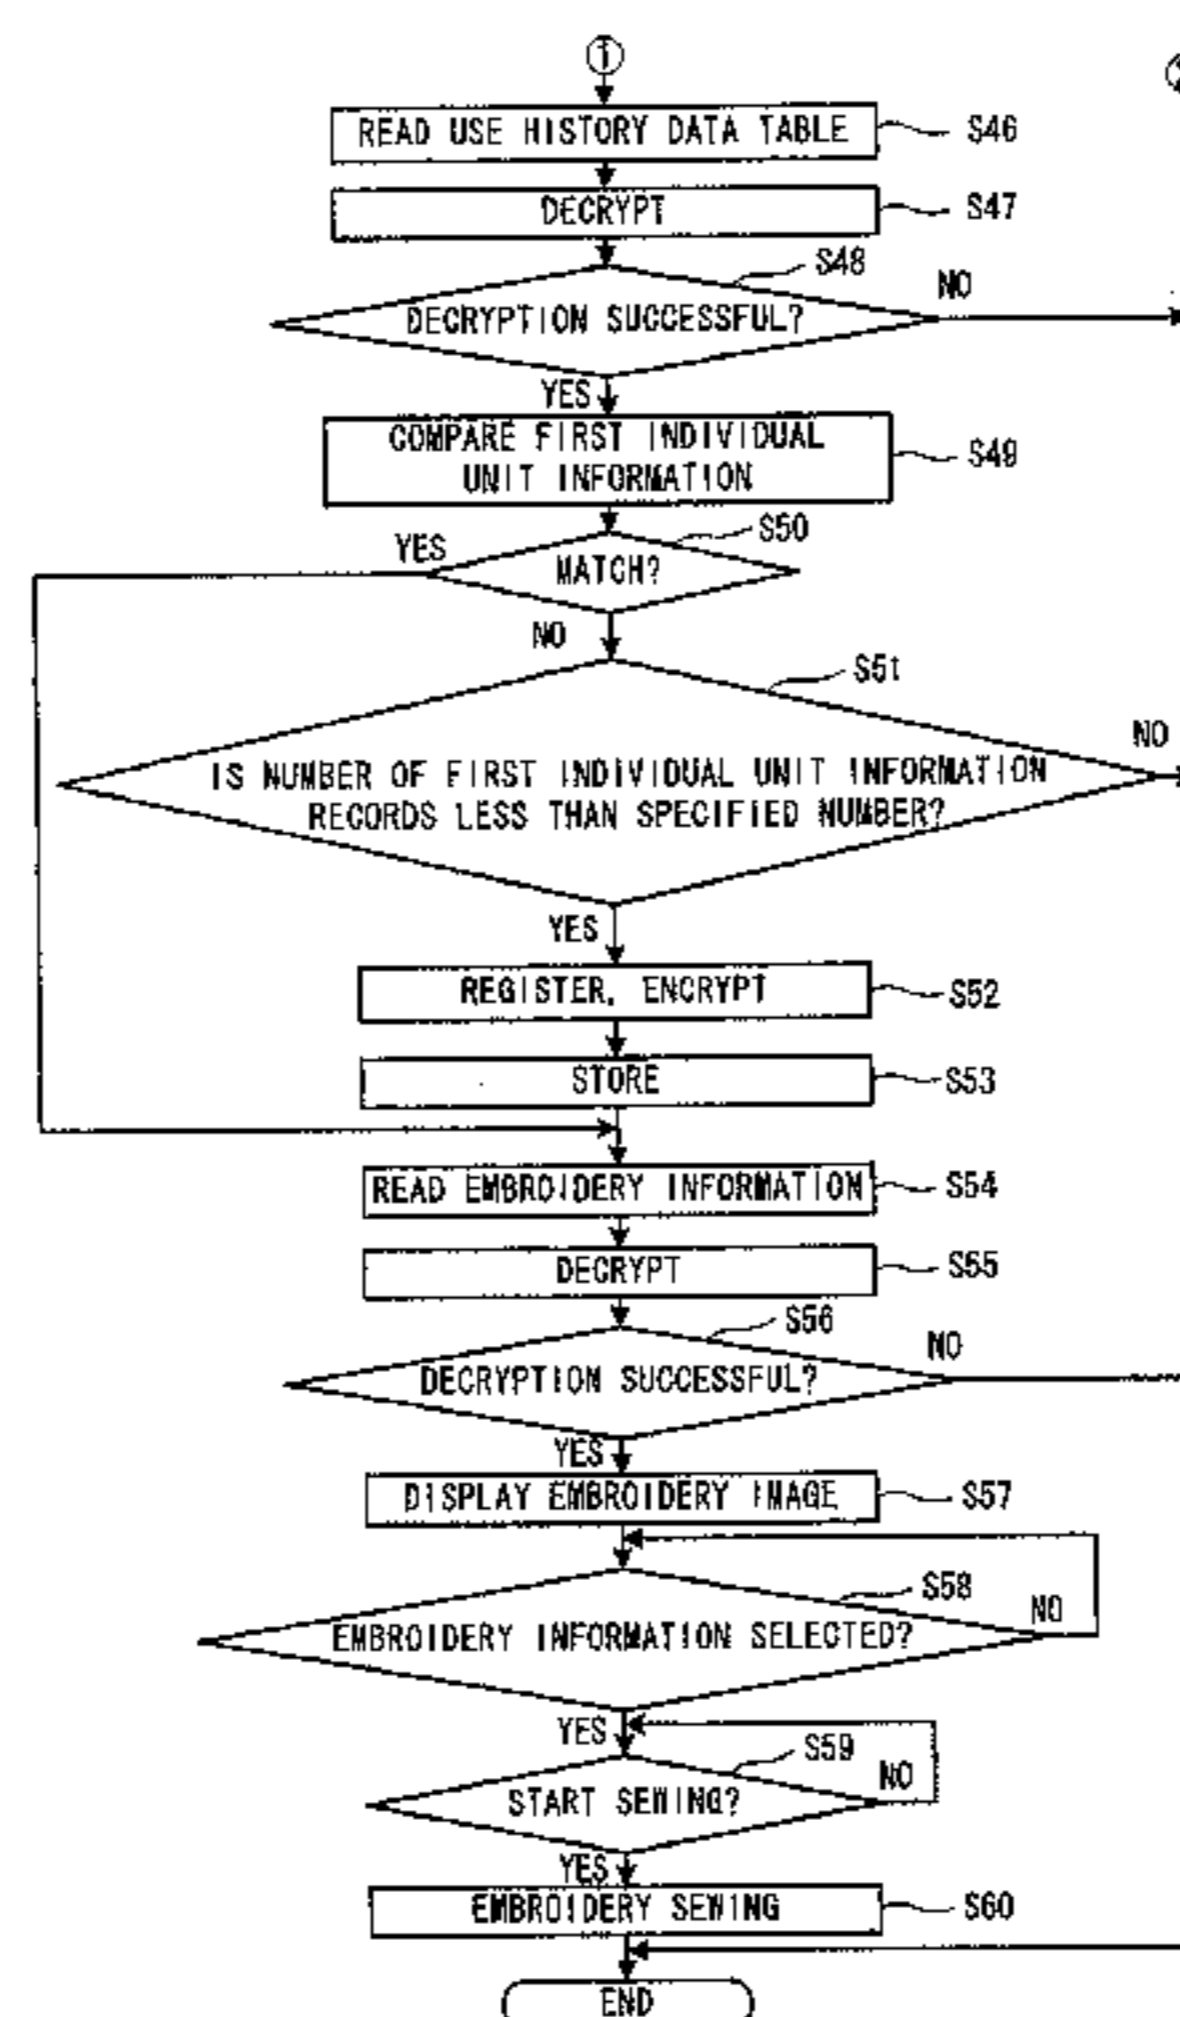 1
READ USE HISTORY DATA TABLE
S46
DECRYPT
S47
S48
NO
DECRYPTION SUCCESSFUL?
YES
COMPARE FIRST INDIVIDUAL
UNIT INFORMATION
S49
S50
YES
MATCH?
NO
S51
NO
IS NUMBER OF FIRST INDIVIDUAL UNIT INFORMATION
RECORDS LESS THAN SPECIFIED NUMBER?
YES
REGISTER, ENCRYPT
S52
STORE
S53
READ EMBROIDERY INFORMATION
S54
DECRYPT
S55
S56
NO
DECRYPTION SUCCESSFUL?
YES
DISPLAY EMBROIDERY IMAGE
S57
S58
NO
EMBROIDERY INFORMATION SELECTED?
YES
S59
NO
START SEWING?
YES
EMBROIDERY SEWING
S60
END